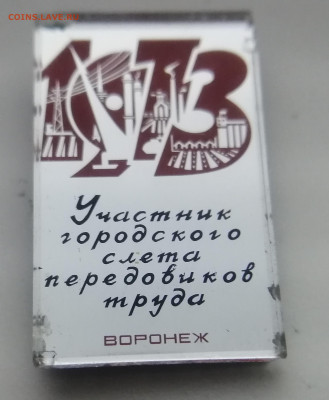 COINS.LAVE.RU
1973
Участник
городского
слета
передовиков
труда
ВОРОНЕЖ